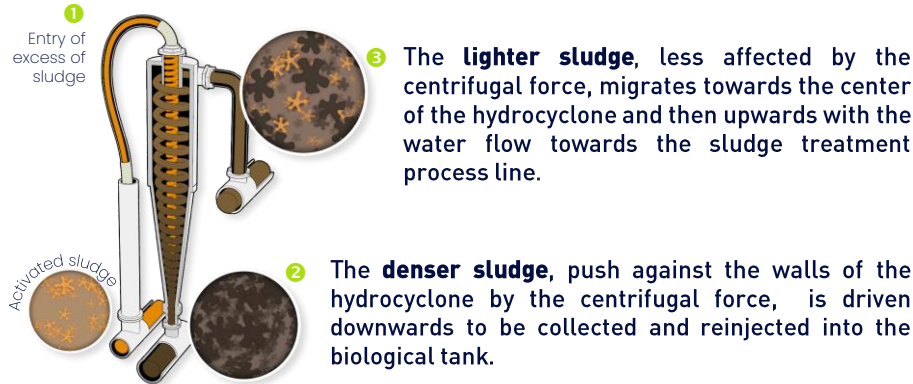 1
Entry of
excess of
sludge
3
The lighter sludge, less affected by the
centrifugal force, migrates towards the center
of the hydrocyclone and then upwards with the
water flow towards the sludge treatment
process line.
Activated sludge
2
The denser sludge, push against the walls of the
hydrocyclone by the centrifugal force, is driven
downwards to be collected and reinjected into the
biological tank.